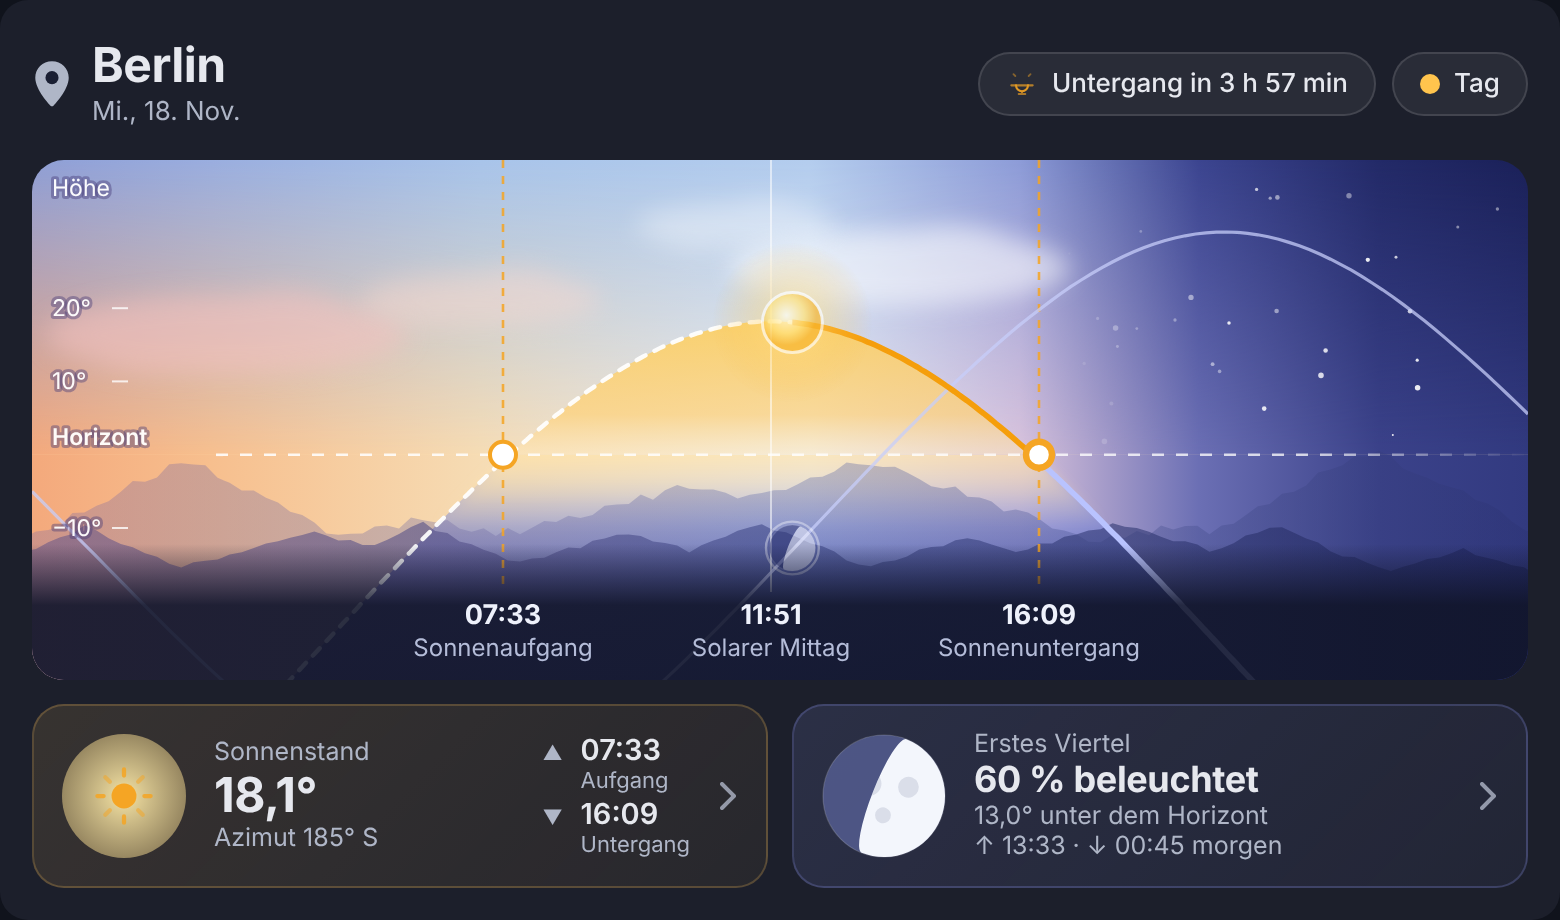 Berlin
Mi., 18. Nov.
Untergang in 3 h 57 min
Tag
Höhe
20°
10°
Horizont
−10°
07:33
Sonnenaufgang
11:51
Solarer Mittag
16:09
Sonnenuntergang
Sonnenstand
18,1°
Azimut 185° S
▲ 07:33
Aufgang
▼ 16:09
Untergang
Erstes Viertel
60 % beleuchtet
13,0° unter dem Horizont
↑ 13:33 · ↓ 00:45 morgen